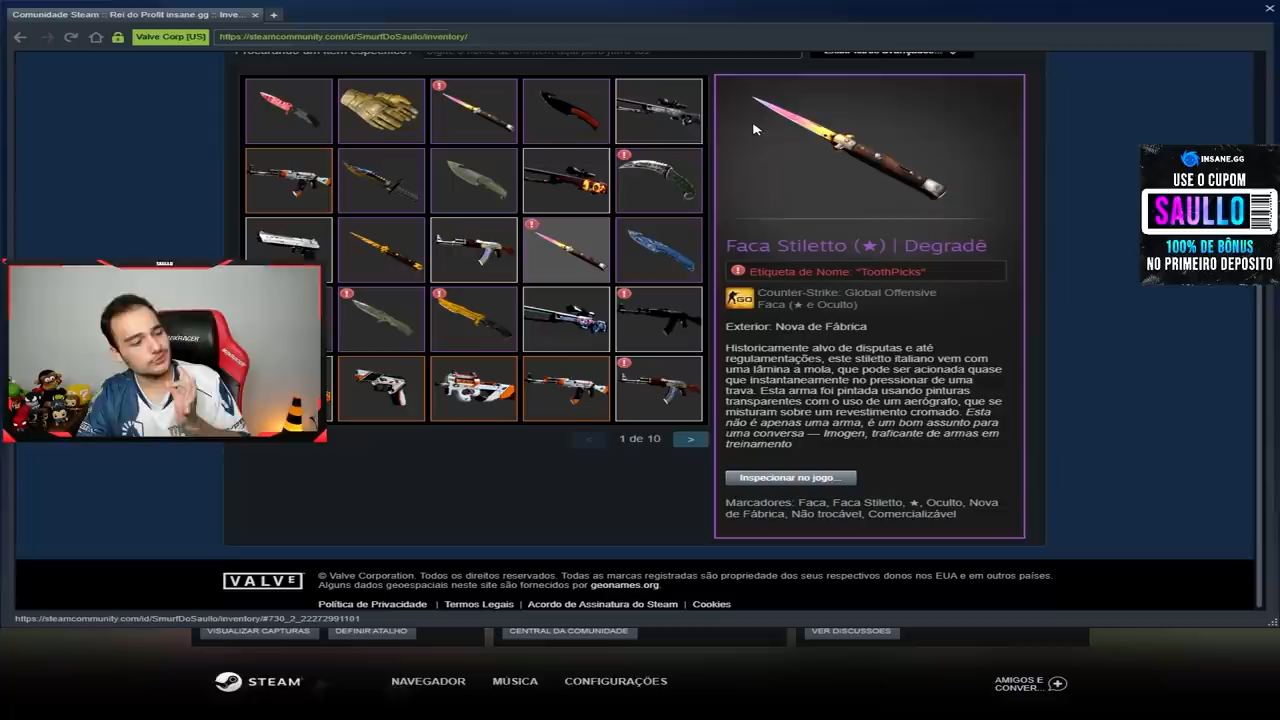 Comunidade Steam :: Rei do Profit insane.gg :: Inve...
Valve Corp [US]
https://steamcommunity.com/id/SmurfDoSaullo/inventory/
Faca Stiletto (★) | Degradê
Etiqueta de Nome: "ToothPicks"
Counter-Strike: Global Offensive
Faca (★ e Oculto)
Exterior: Nova de Fábrica
Historicamente alvo de disputas e até
regulamentações, este stiletto italiano vem com
uma lâmina a mola, que pode ser acionada quase
que instantaneamente no pressionar de uma
trava. Esta arma foi pintada usando pinturas
transparentes com o uso de um aerógrafo, que se
misturam sobre um revestimento cromado. Esta
não é apenas uma arma, é um bom assunto para
uma conversa — Imogen, traficante de armas em
treinamento
Inspecionar no jogo...
Marcadores: Faca, Faca Stiletto, ★, Oculto, Nova
de Fábrica, Não trocável, Comercializável
1 de 10
<
>
INSANE.GG
USE O CUPOM
SAULLO
100% DE BÔNUS
NO PRIMEIRO DEPOSITO
SAULLO
VALVE
© Valve Corporation. Todos os direitos reservados. Todas as marcas registradas são propriedade dos seus respectivos donos nos EUA e em outros países.
Alguns dados geoespaciais neste site são fornecidos por geonames.org.
Política de Privacidade | Termos Legais | Acordo de Assinatura do Steam | Cookies
https://steamcommunity.com/id/SmurfDoSaullo/inventory/#730_2_22272991101
VISUALIZAR CAPTURAS
DEFINIR ATALHO
CENTRAL DA COMUNIDADE
VER DISCUSSÕES
STEAM
NAVEGADOR
MÚSICA
CONFIGURAÇÕES
AMIGOS E
CONVER...